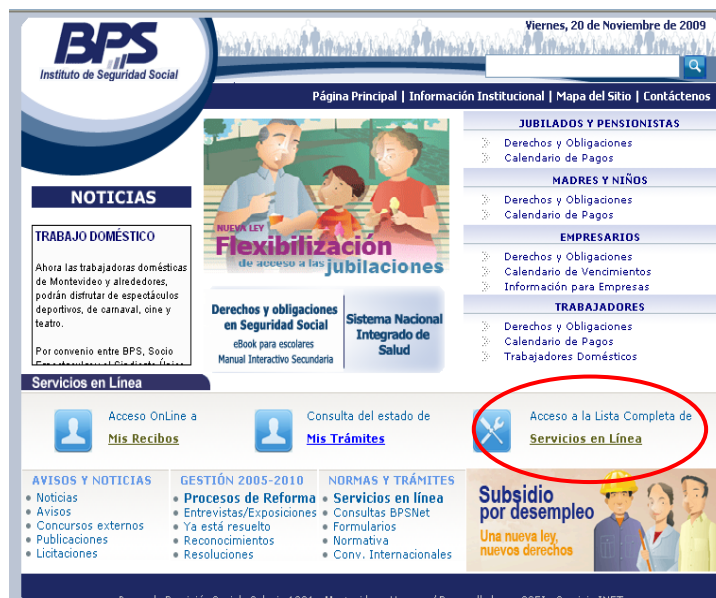 BPS
Instituto de Seguridad Social
Viernes, 20 de Noviembre de 2009
Página Principal | Información Institucional | Mapa del Sitio | Contáctenos
NOTICIAS
TRABAJO DOMÉSTICO
Ahora las trabajadoras domésticas
de Montevideo y alrededores,
podrán disfrutar de espectáculos
deportivos, de carnaval, cine y
teatro.
Por convenio entre BPS, Socio
NUEVA LEY
Flexibilización
de acceso a las jubilaciones
Derechos y obligaciones
en Seguridad Social
eBook para escolares
Manual Interactivo Secundaria
Sistema Nacional
Integrado de
Salud
JUBILADOS Y PENSIONISTAS
Derechos y Obligaciones
Calendario de Pagos
MADRES Y NIÑOS
Derechos y Obligaciones
Calendario de Pagos
EMPRESARIOS
Derechos y Obligaciones
Calendario de Vencimientos
Información para Empresas
TRABAJADORES
Derechos y Obligaciones
Calendario de Pagos
Trabajadores Domésticos
Servicios en Línea
Acceso OnLine a
Mis Recibos
Consulta del estado de
Mis Trámites
Acceso a la Lista Completa de
Servicios en Línea
AVISOS Y NOTICIAS
Noticias
Avisos
Concursos externos
Publicaciones
Licitaciones
GESTIÓN 2005-2010
Procesos de Reforma
Entrevistas/Exposiciones
Ya está resuelto
Reconocimientos
Resoluciones
NORMAS Y TRÁMITES
Servicios en línea
Consultas BPSNet
Formularios
Normativa
Conv. Internacionales
Subsidio
por desempleo
Una nueva ley,
nuevos derechos